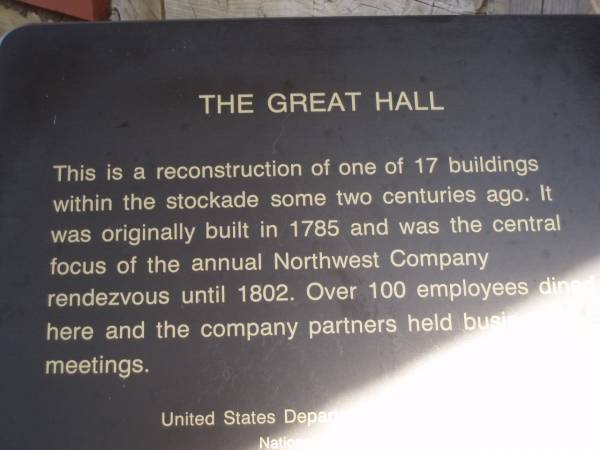 THE GREAT HALL
This is a reconstruction of one of 17 buildings
within the stockade some two centuries ago. It
was originally built in 1785 and was the central
focus of the annual Northwest Company
rendezvous until 1802. Over 100 employees dined
here and the company partners held
meetings.
United States